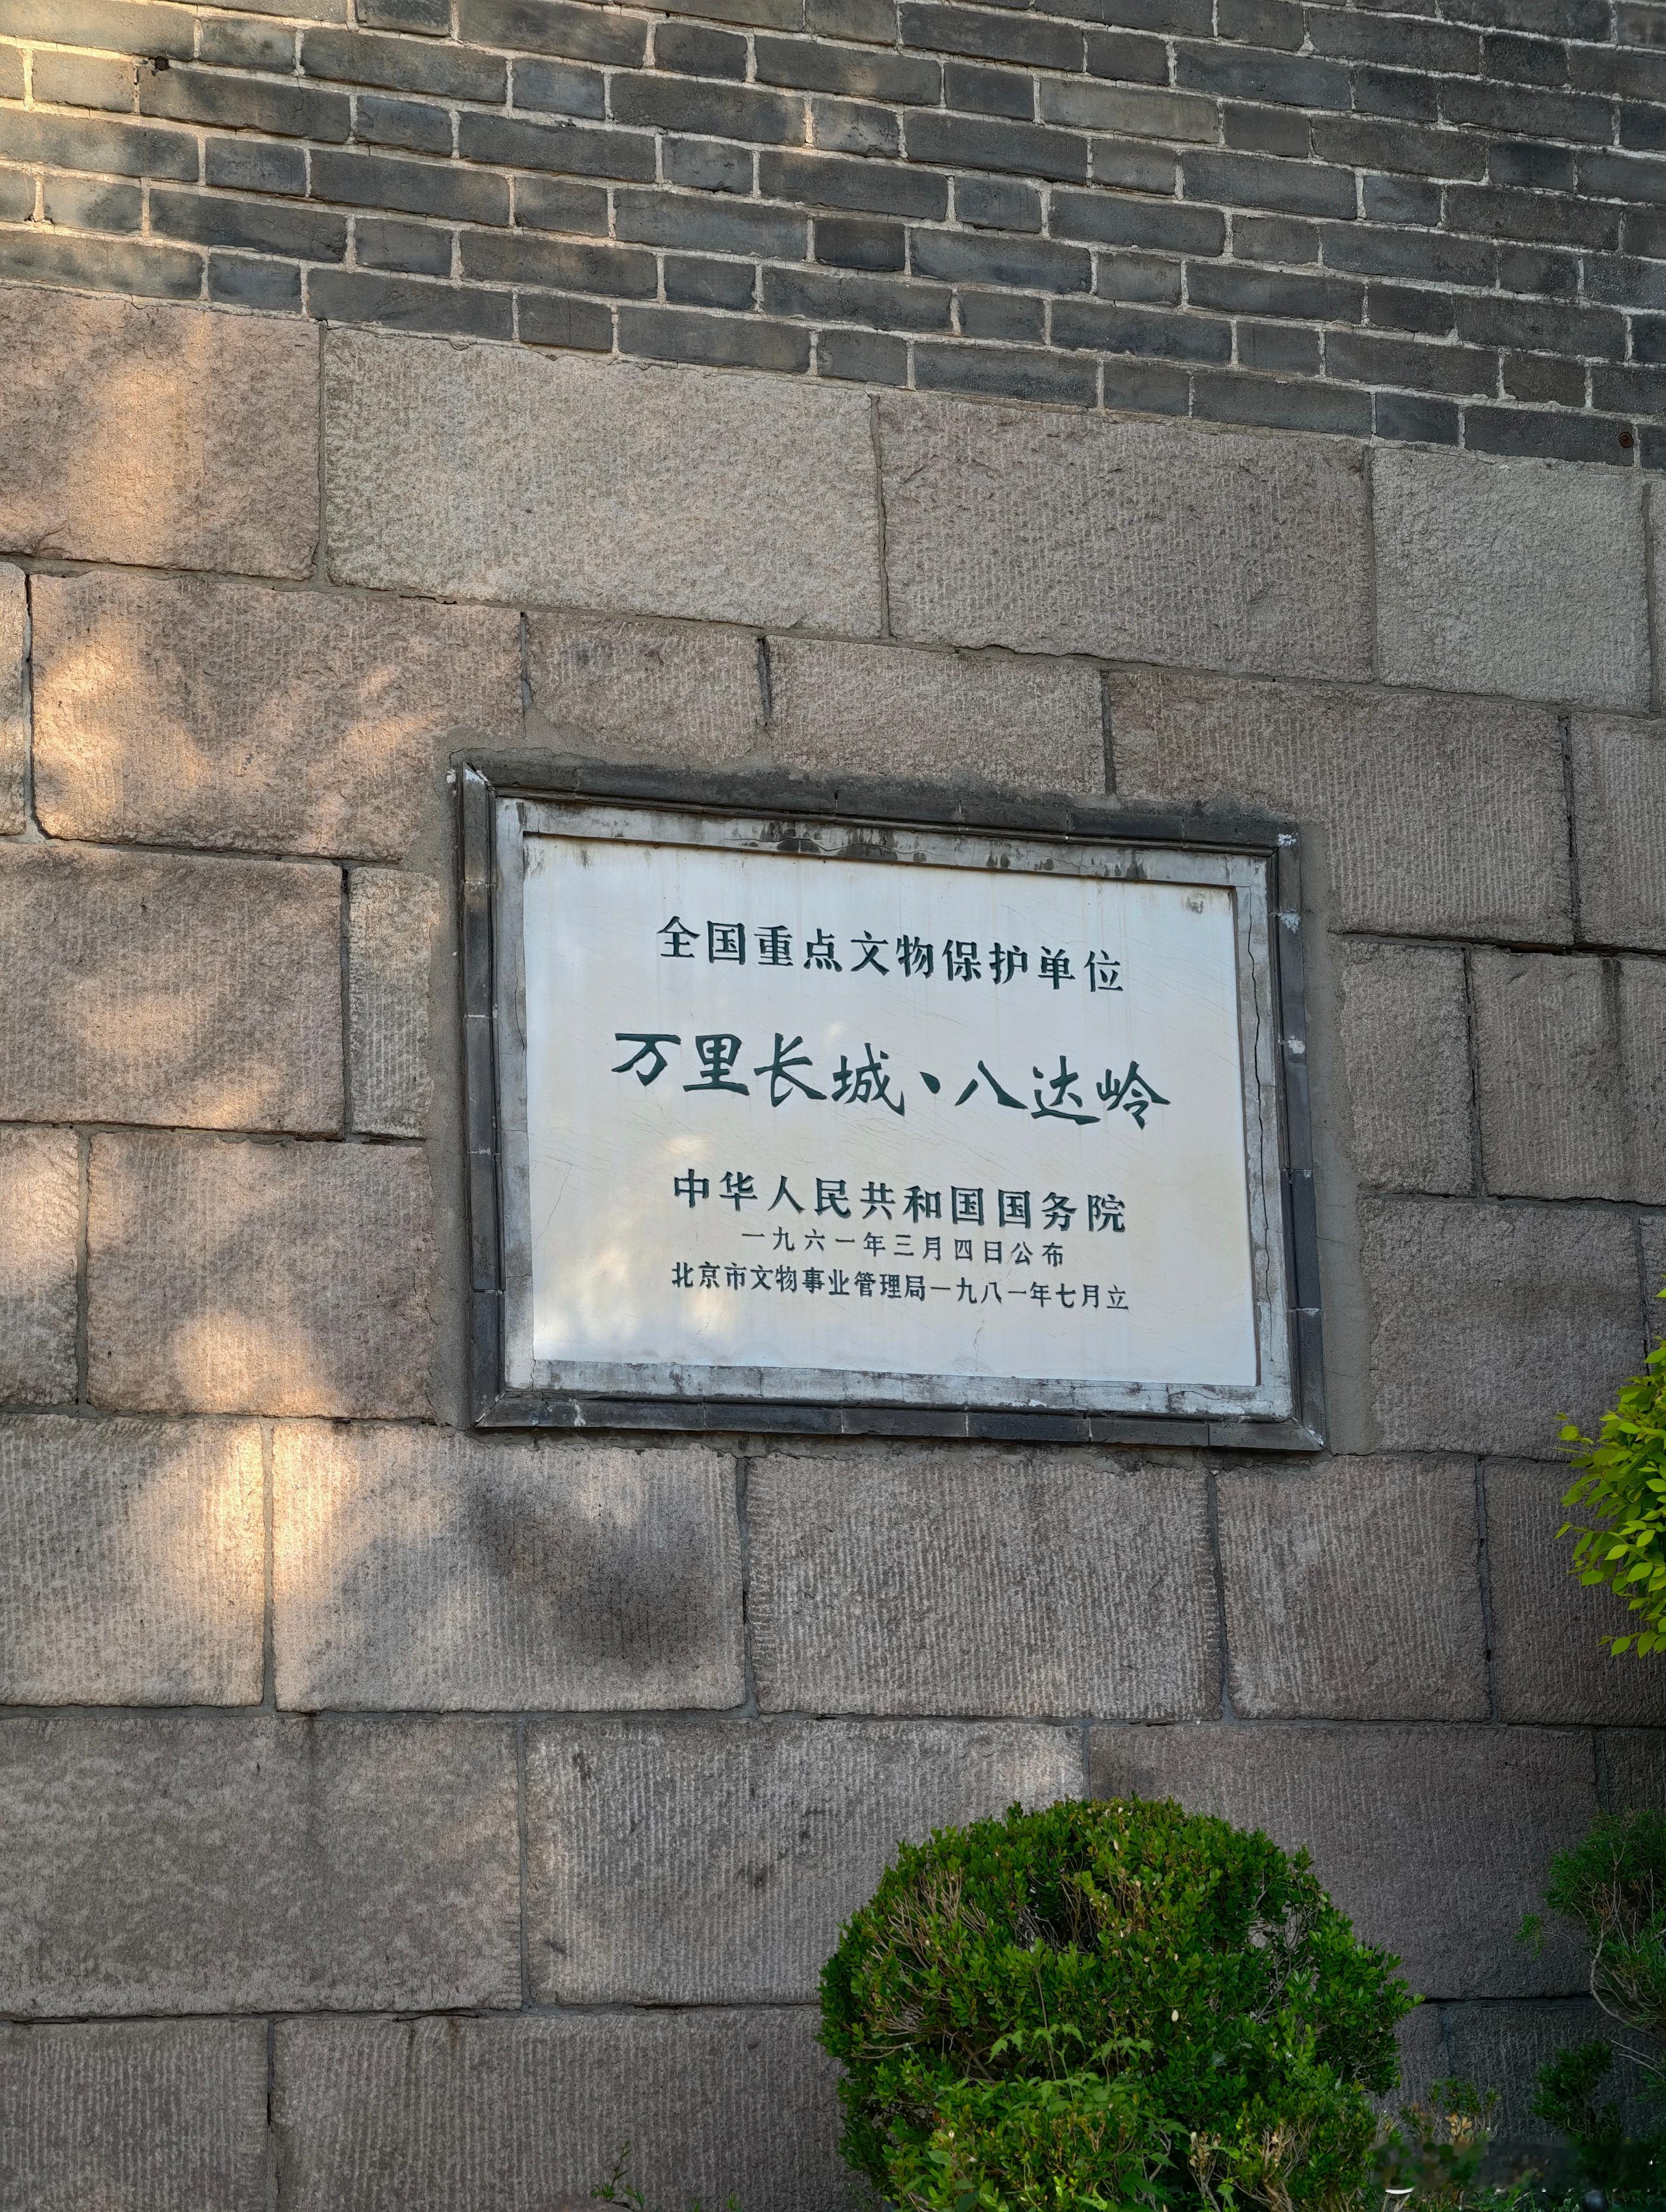 全国重点文物保护单位
万里长城、八达岭
中华人民共和国国务院
一九六一年三月四日公布
北京市文物事业管理局一九八一年七月立